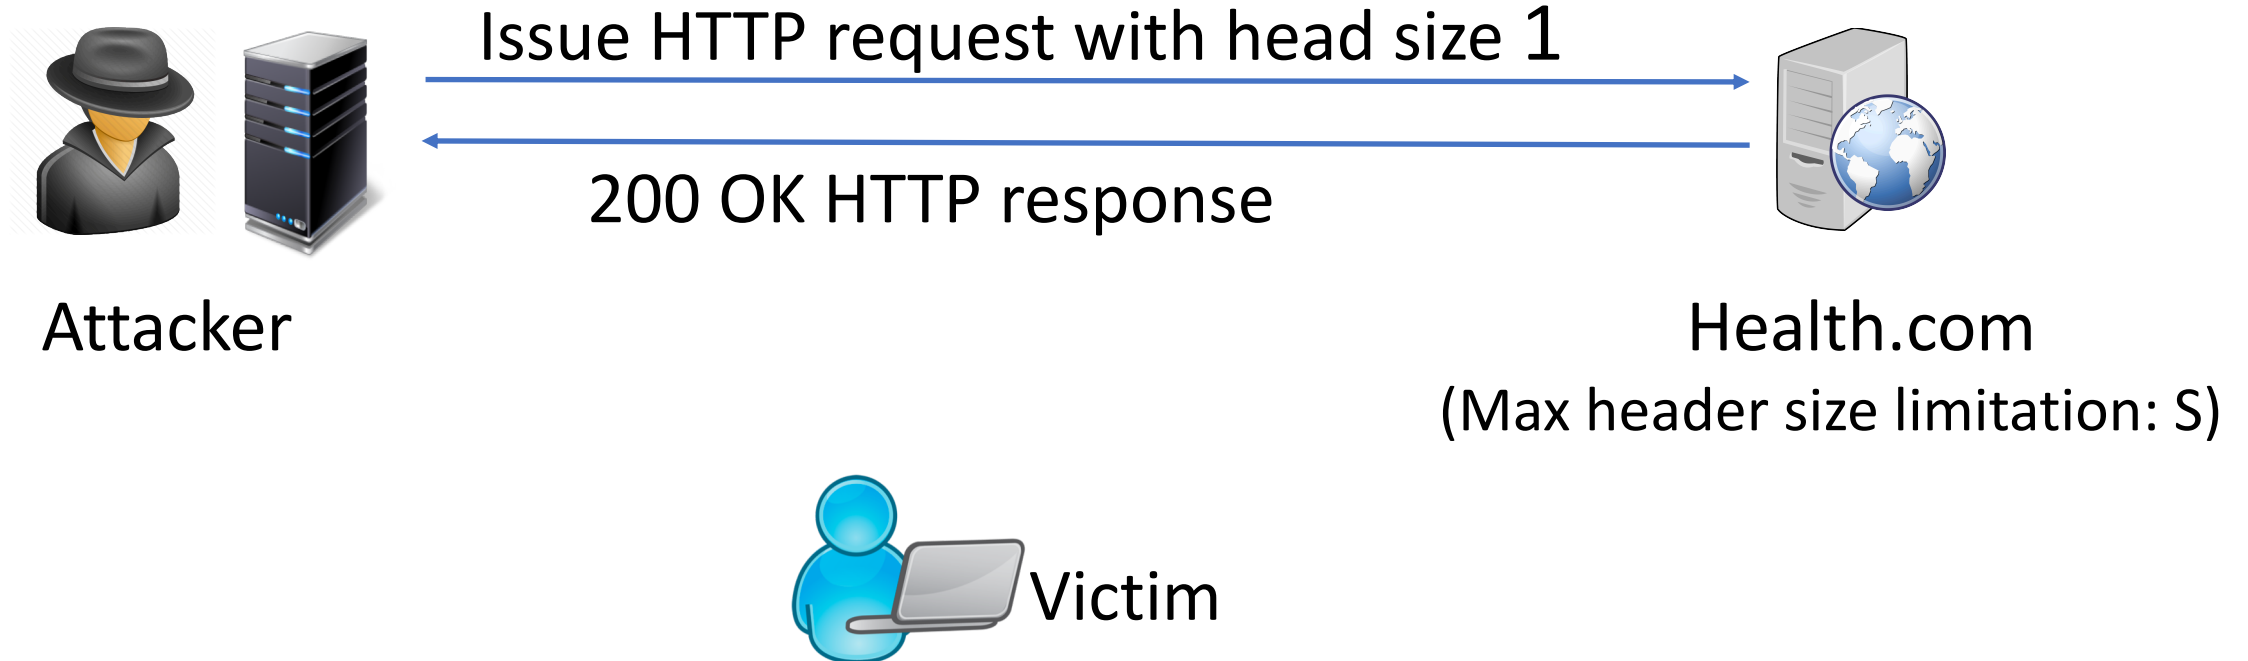 Issue HTTP request with head size 1
200 OK HTTP response
Attacker
Health.com
(Max header size limitation: S)
Victim